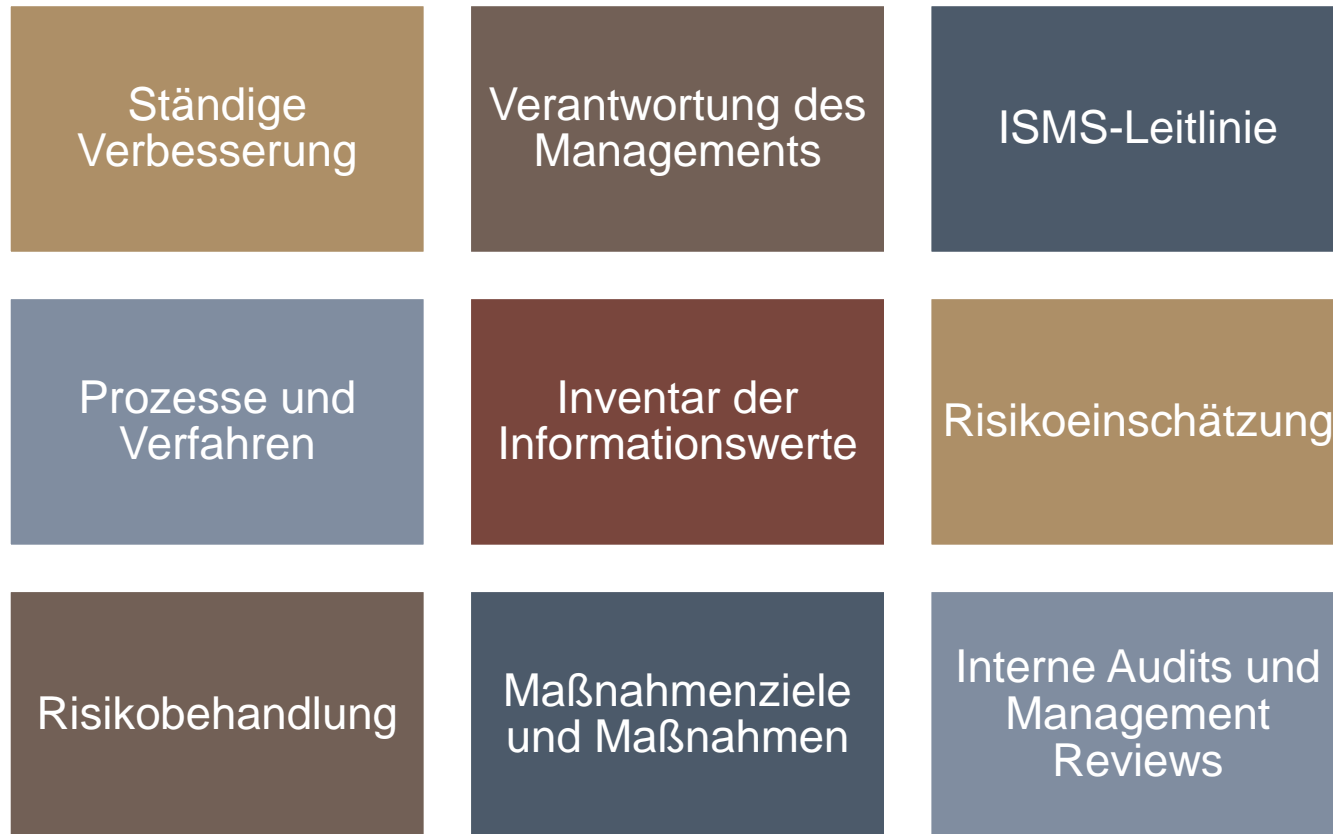 Ständige
Verbesserung
Verantwortung des
Managements
ISMS-Leitlinie
Prozesse und
Verfahren
Inventar der
Informationswerte
Risikoeinschätzung
Risikobehandlung
Maßnahmenziele
und Maßnahmen
Interne Audits und
Management
Reviews